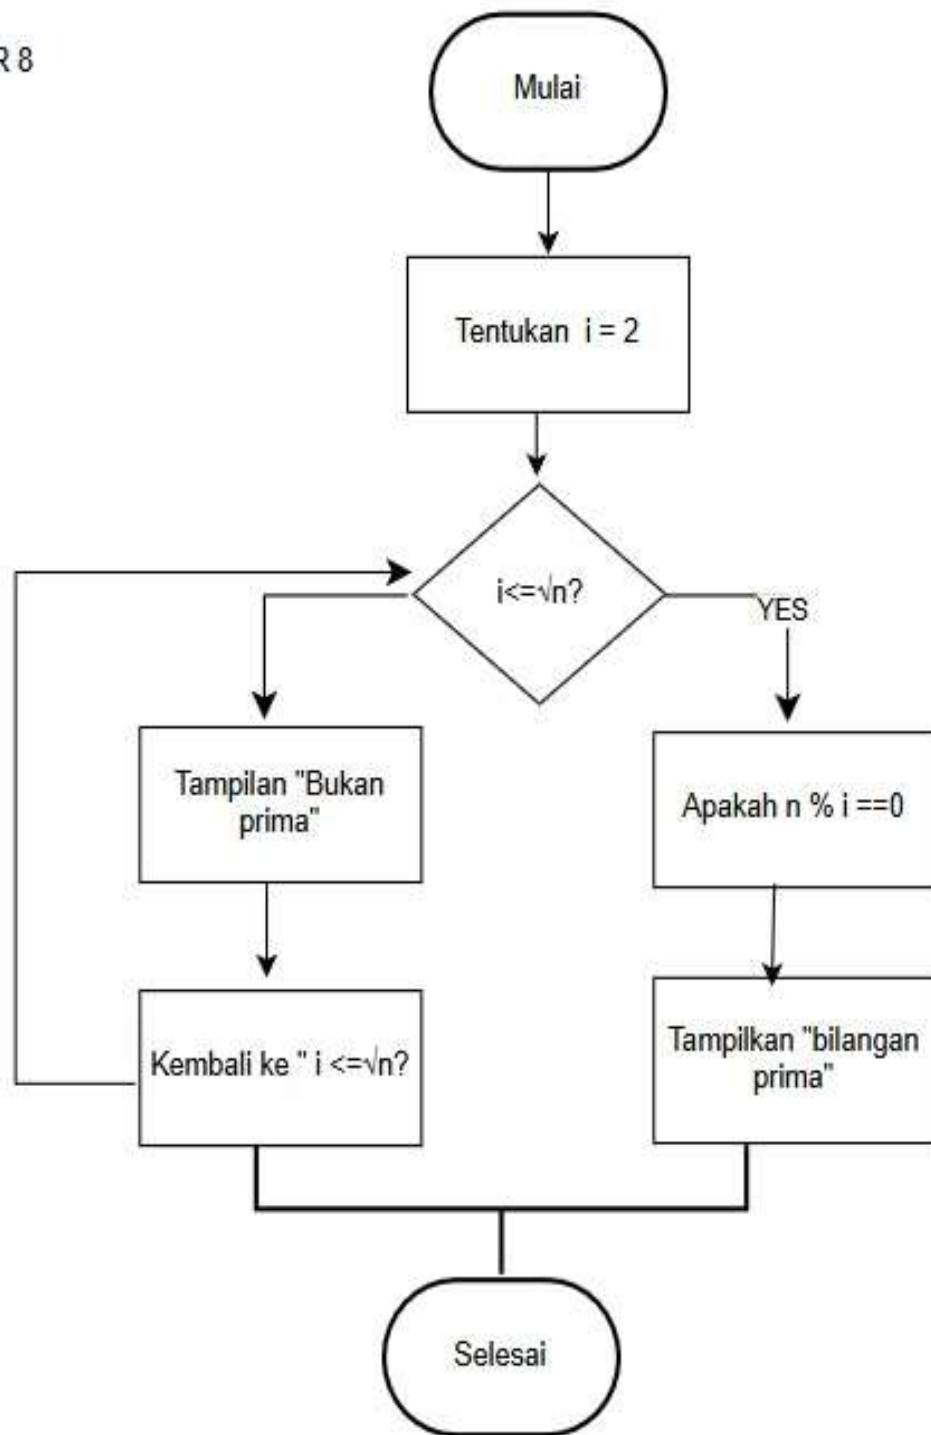 R 8
Mulai
Tentukan i = 2
i<=√n?
YES
Tampilan "Bukan
prima"
Apakah n % i ==0
Kembali ke " i <=√n?
Tampilkan "bilangan
prima"
Selesai